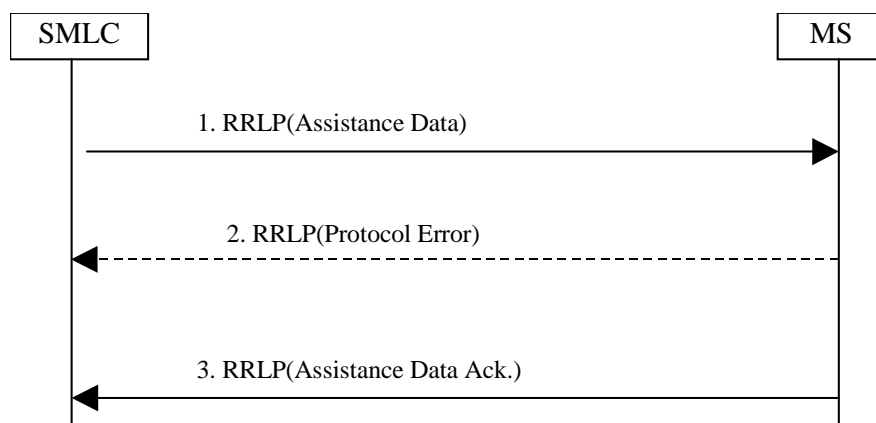 SMLC
MS
1. RRLP(Assistance Data)
2. RRLP(Protocol Error)
3. RRLP(Assistance Data Ack.)